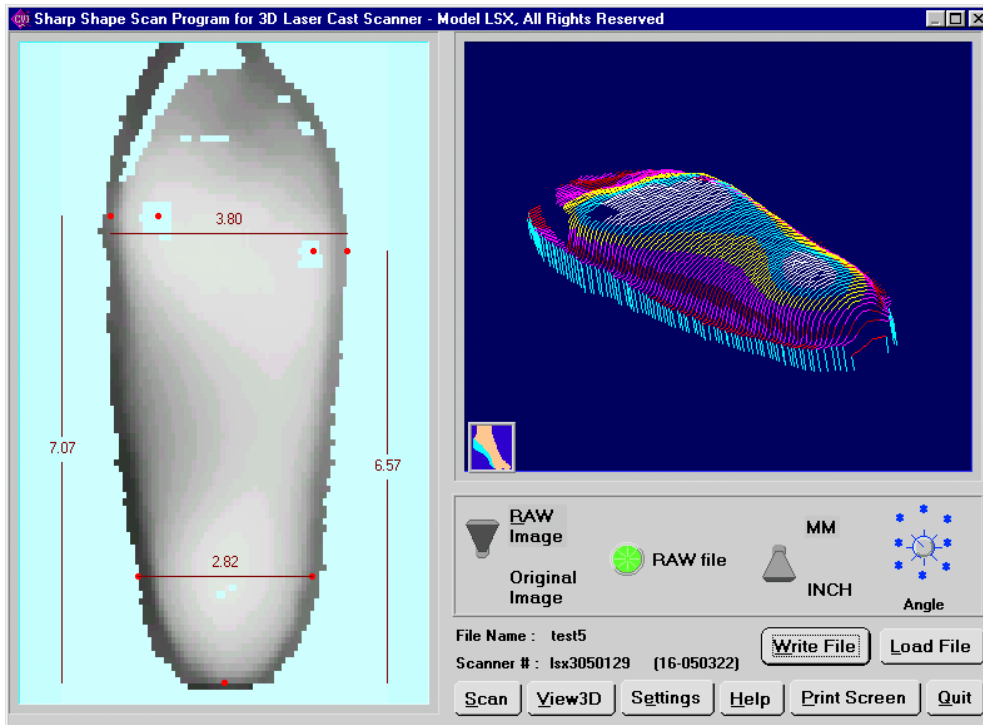 CVI Sharp Shape Scan Program for 3D Laser Cast Scanner - Model LSX, All Rights Reserved
3.80
7.07
6.57
2.82
RAW
Image
Original
Image
RAW file
MM
INCH
Angle
File Name : test5
Write File
Load File
Scanner # : lsx3050129 (16-050322)
Scan
View3D
Settings
Help
Print Screen
Quit